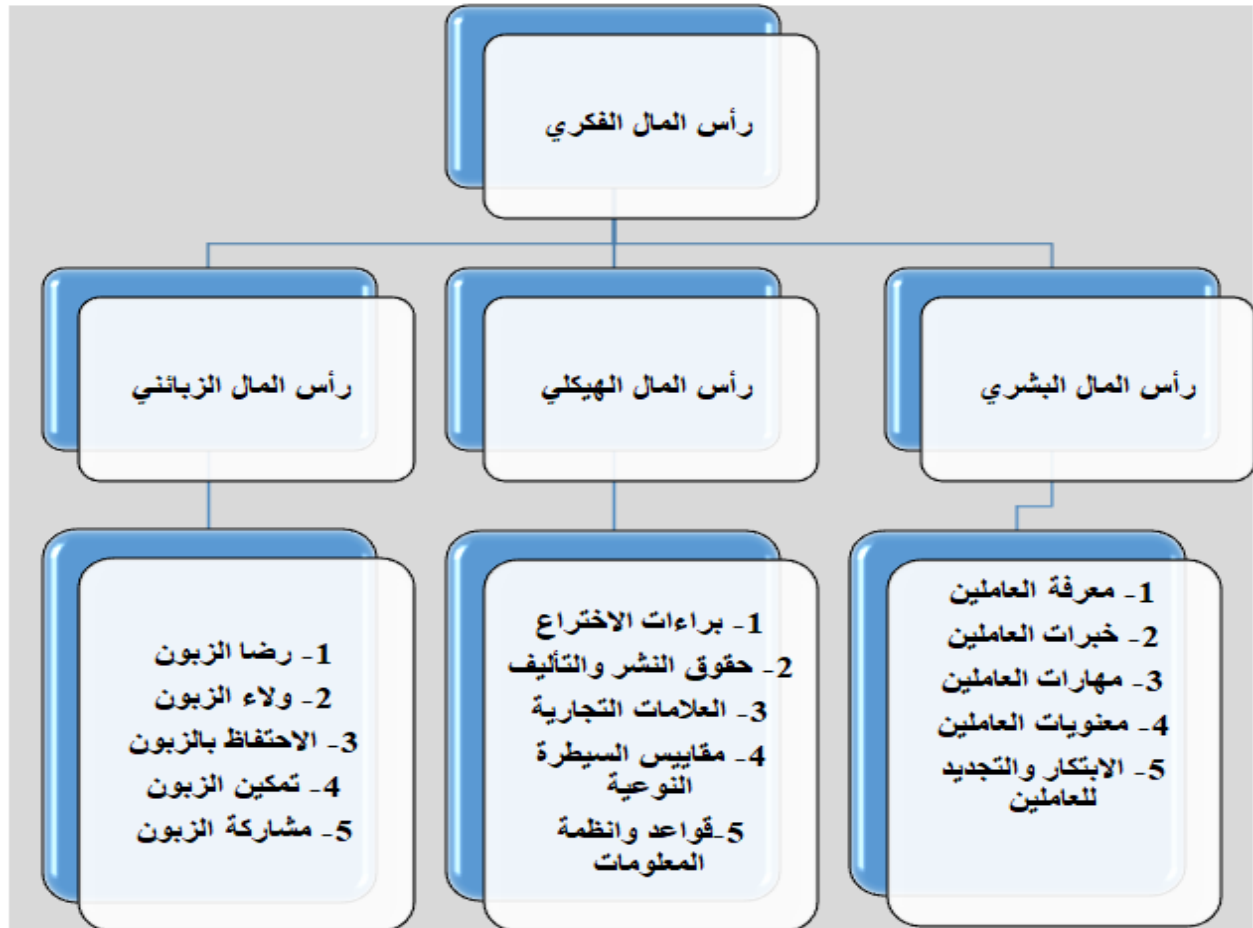 رأس المال الفكري
رأس المال البشري
رأس المال الهيكلي
رأس المال الزبائني
1- معرفة العاملين
2- خبرات العاملين
3- مهارات العاملين
4- معنويات العاملين
5- الابتكار والتجديد
للعاملين
1- براءات الاختراع
2- حقوق النشر والتأليف
3- العلامات التجارية
4- مقاييس السيطرة
النوعية
5-قواعد وانظمة
المعلومات
1- رضا الزبون
2- ولاء الزبون
3- الاحتفاظ بالزبون
4- تمكين الزبون
5- مشاركة الزبون